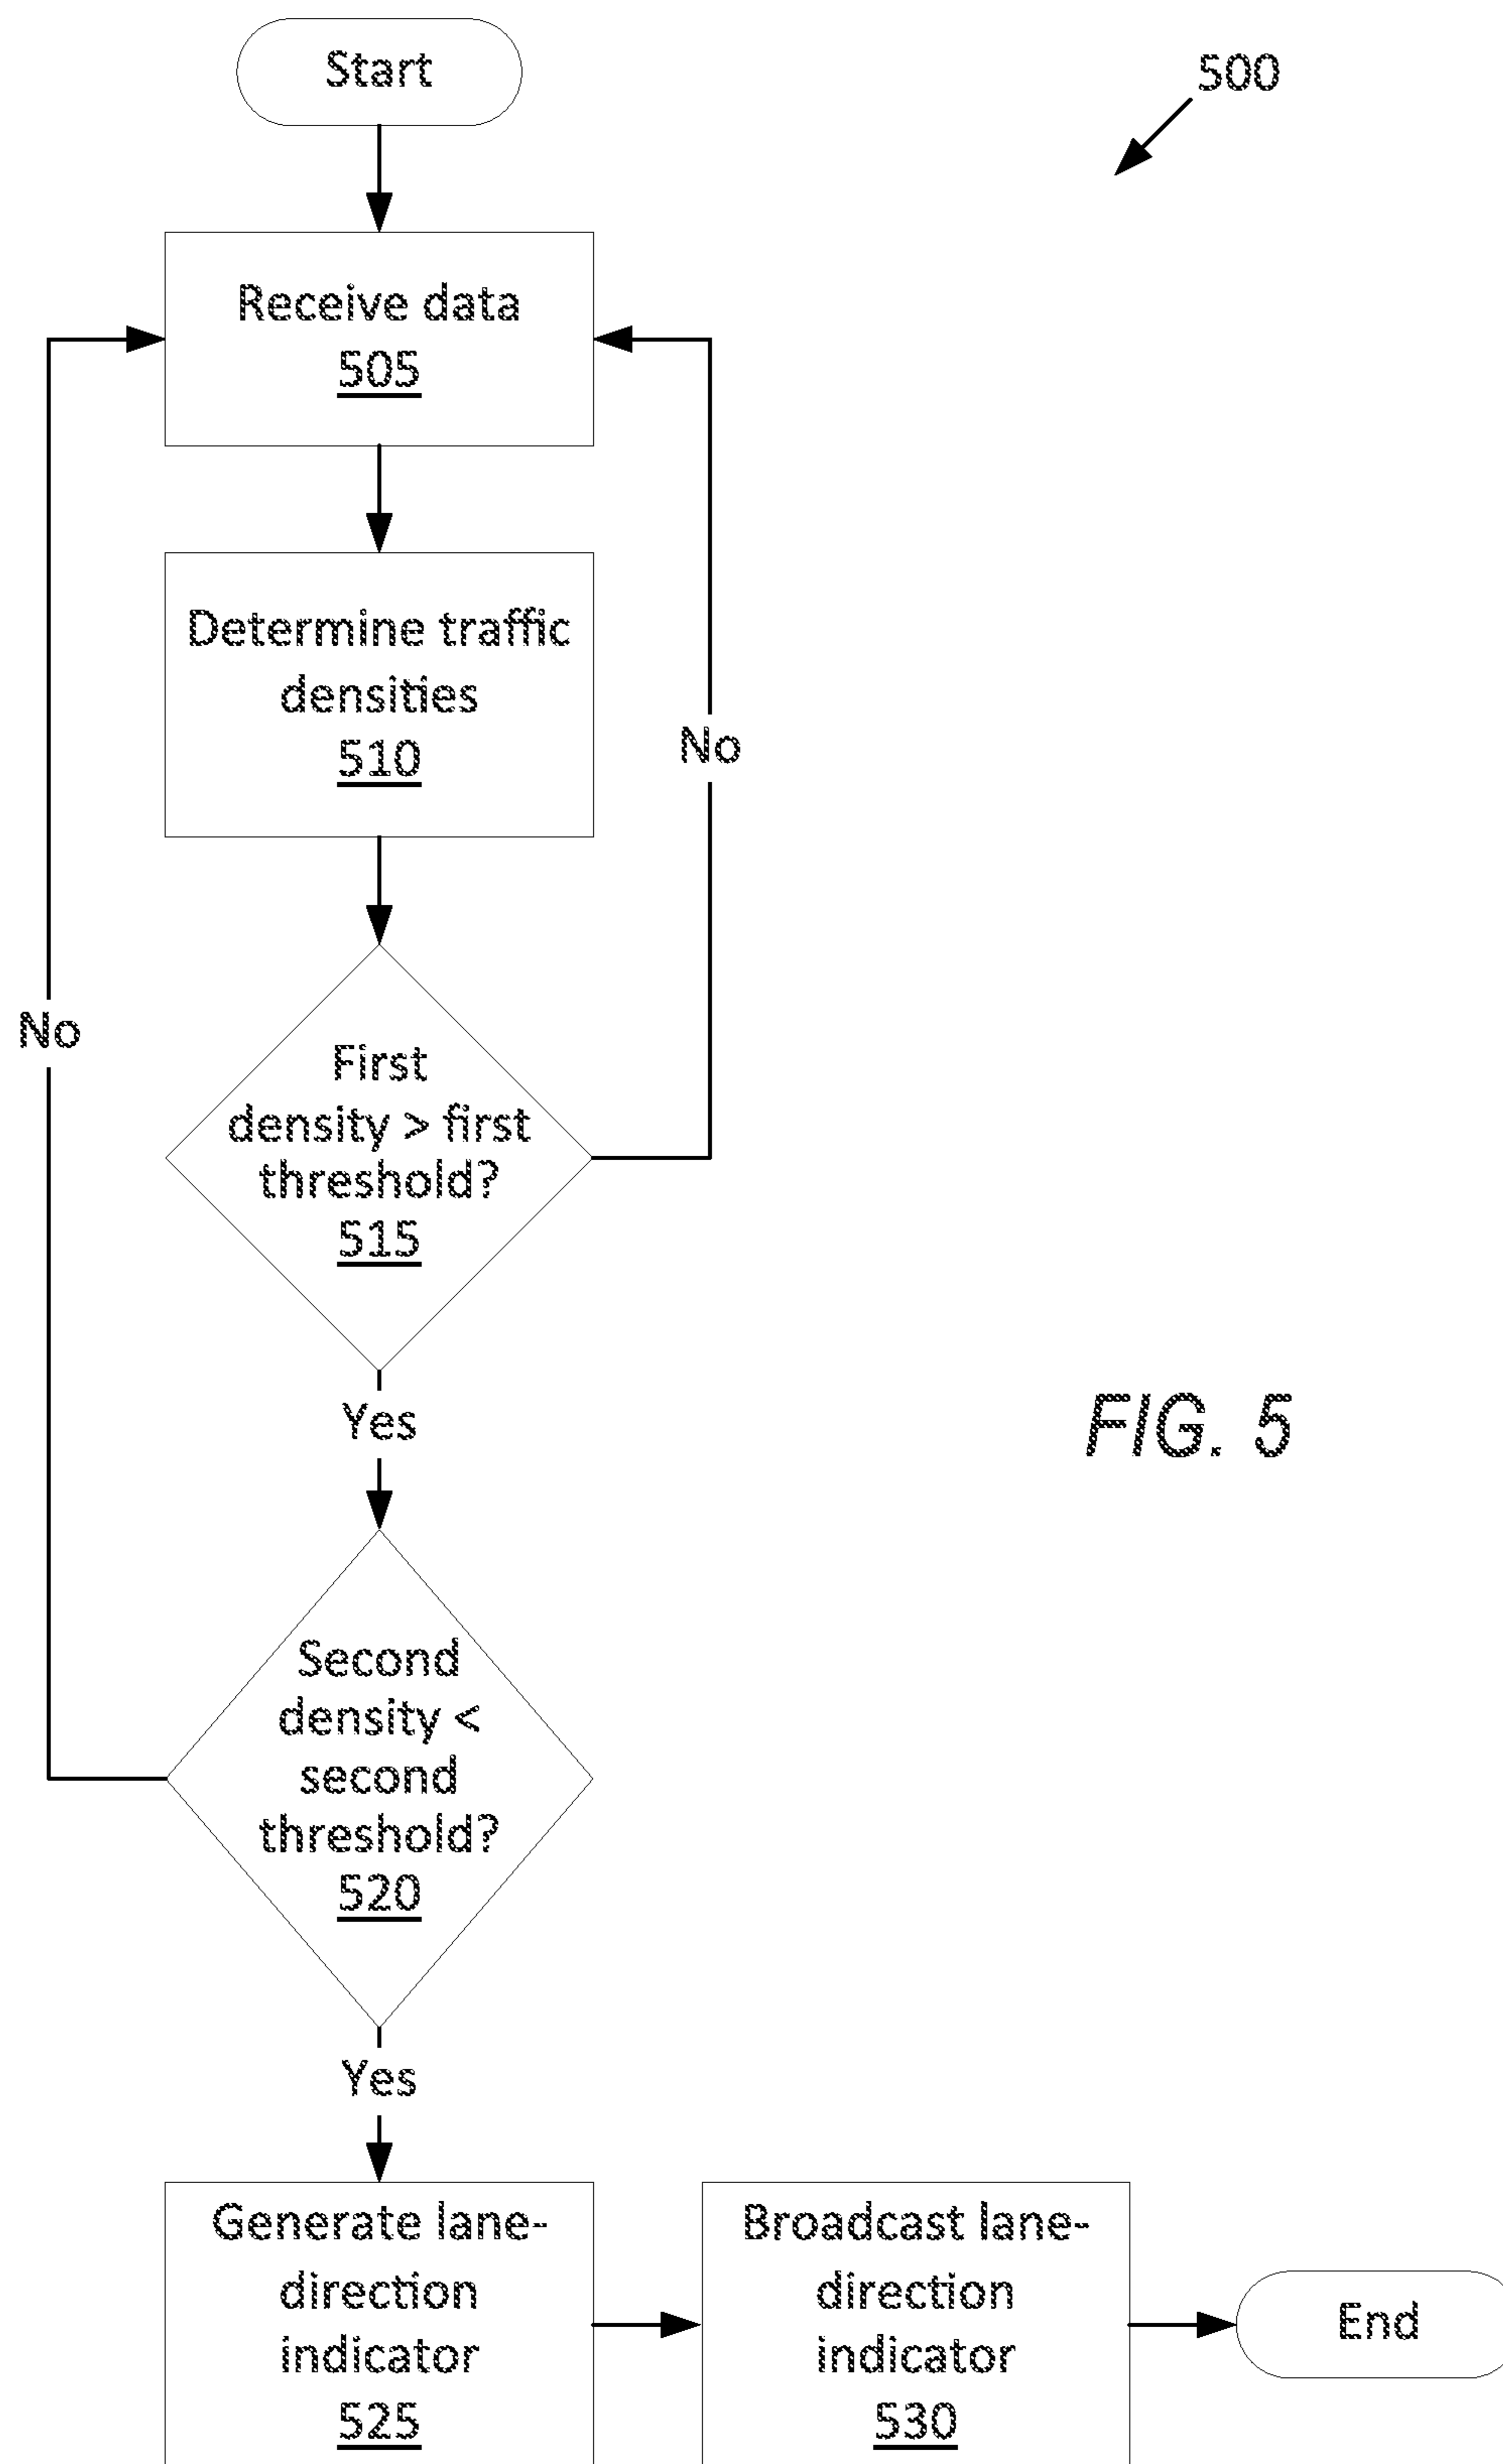 Start
500
Receive data
505
Determine traffic
densities
510
No
No
First
density > first
threshold?
515
Yes
FIG. 5
Second
density <
second
threshold?
520
Yes
Generate lane-
direction
indicator
525
Broadcast lane-
direction
indicator
530
End